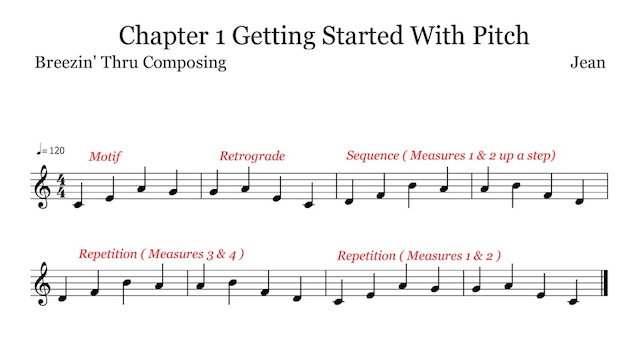 Chapter 1 Getting Started With Pitch
Breezin' Thru Composing
Jean
♩= 120
Motif
Retrograde
Sequence ( Measures 1 & 2 up a step)
4
4
Repetition ( Measures 3 & 4 )
Repetition ( Measures 1 & 2 )